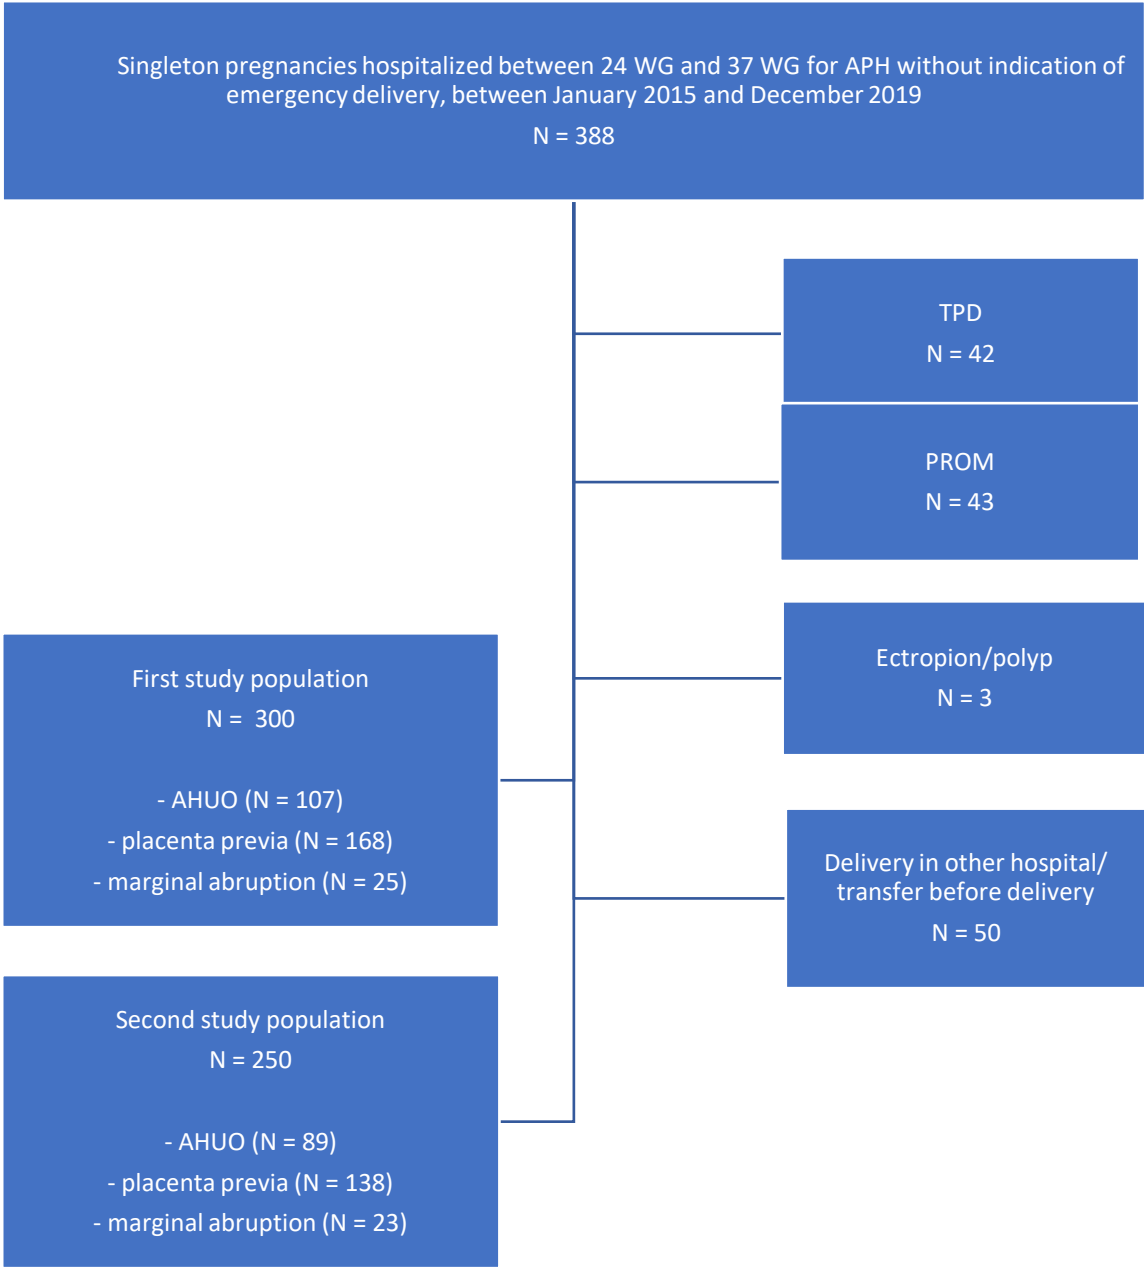 Singleton pregnancies hospitalized between 24 WG and 37 WG for APH without indication of
emergency delivery, between January 2015 and December 2019
N = 388
TPD
N = 42
PROM
N = 43
Ectropion/polyp
N = 3
First study population
N =  300
- AHUO (N = 107)
- placenta previa (N = 168)
- marginal abruption (N = 25)
Delivery in other hospital/
transfer before delivery
N = 50
Second study population
N = 250
- AHUO (N = 89)
- placenta previa (N = 138)
- marginal abruption (N = 23)